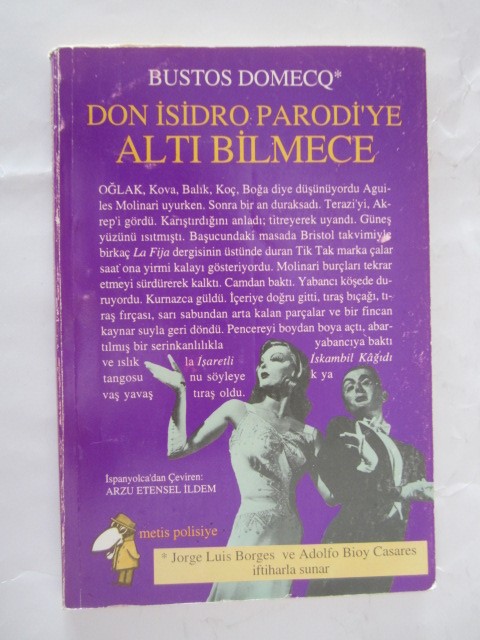 BUSTOS DOMECQ*
DON İSİDRO PARODİ'YE
ALTI BİLMECE
OĞLAK, Kova, Balık, Koç, Boğa diye düşünüyordu Agui-
les Molinari uyurken. Sonra bir an duraksadı. Terazi'yi, Ak-
rep'i gördü. Karıştırdığını anladı; titreyerek uyandı. Güneş
yüzünü ısıtmıştı. Başucundaki masada Bristol takvimiyle
birkaç La Fija dergisinin üstünde duran Tik Tak marka çalar
saat ona yirmi kalayı gösteriyordu. Molinari burçları tekrar
etmeyi sürdürerek kalktı. Camdan baktı. Yabancı köşede du-
ruyordu. Kurnazca güldü. İçeriye doğru gitti, tıraş bıçağı, tı-
raş fırçası, sarı sabundan arta kalan parçalar ve bir fincan
kaynar suyla geri döndü. Pencereyi boydan boya açtı, abar-
tılmış bir serinkanlılıkla yabancıya baktı
ve ıslık la İşaretli İskambil Kâğıdı
tangosu nu söyleye k ya
vaş yavaş tıraş oldu.
İspanyolca'dan Çeviren:
ARZU ETENSEL İLDEM
metis polisiye
* Jorge Luis Borges ve Adolfo Bioy Casares
iftiharla sunar